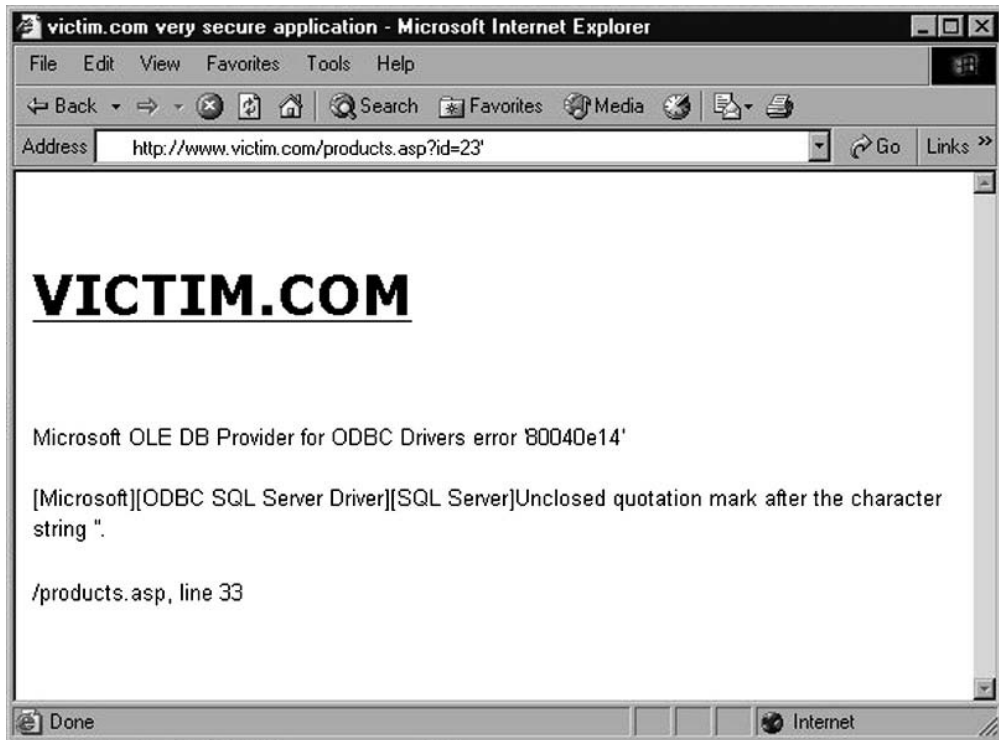 victim.com very secure application - Microsoft Internet Explorer
File Edit View Favorites Tools Help
Back Search Favorites Media
Address http://www.victim.com/products.asp?id=23' Go Links »
VICTIM.COM
Microsoft OLE DB Provider for ODBC Drivers error '80040e14'
[Microsoft][ODBC SQL Server Driver][SQL Server]Unclosed quotation mark after the character
string ''.
/products.asp, line 33
Done Internet